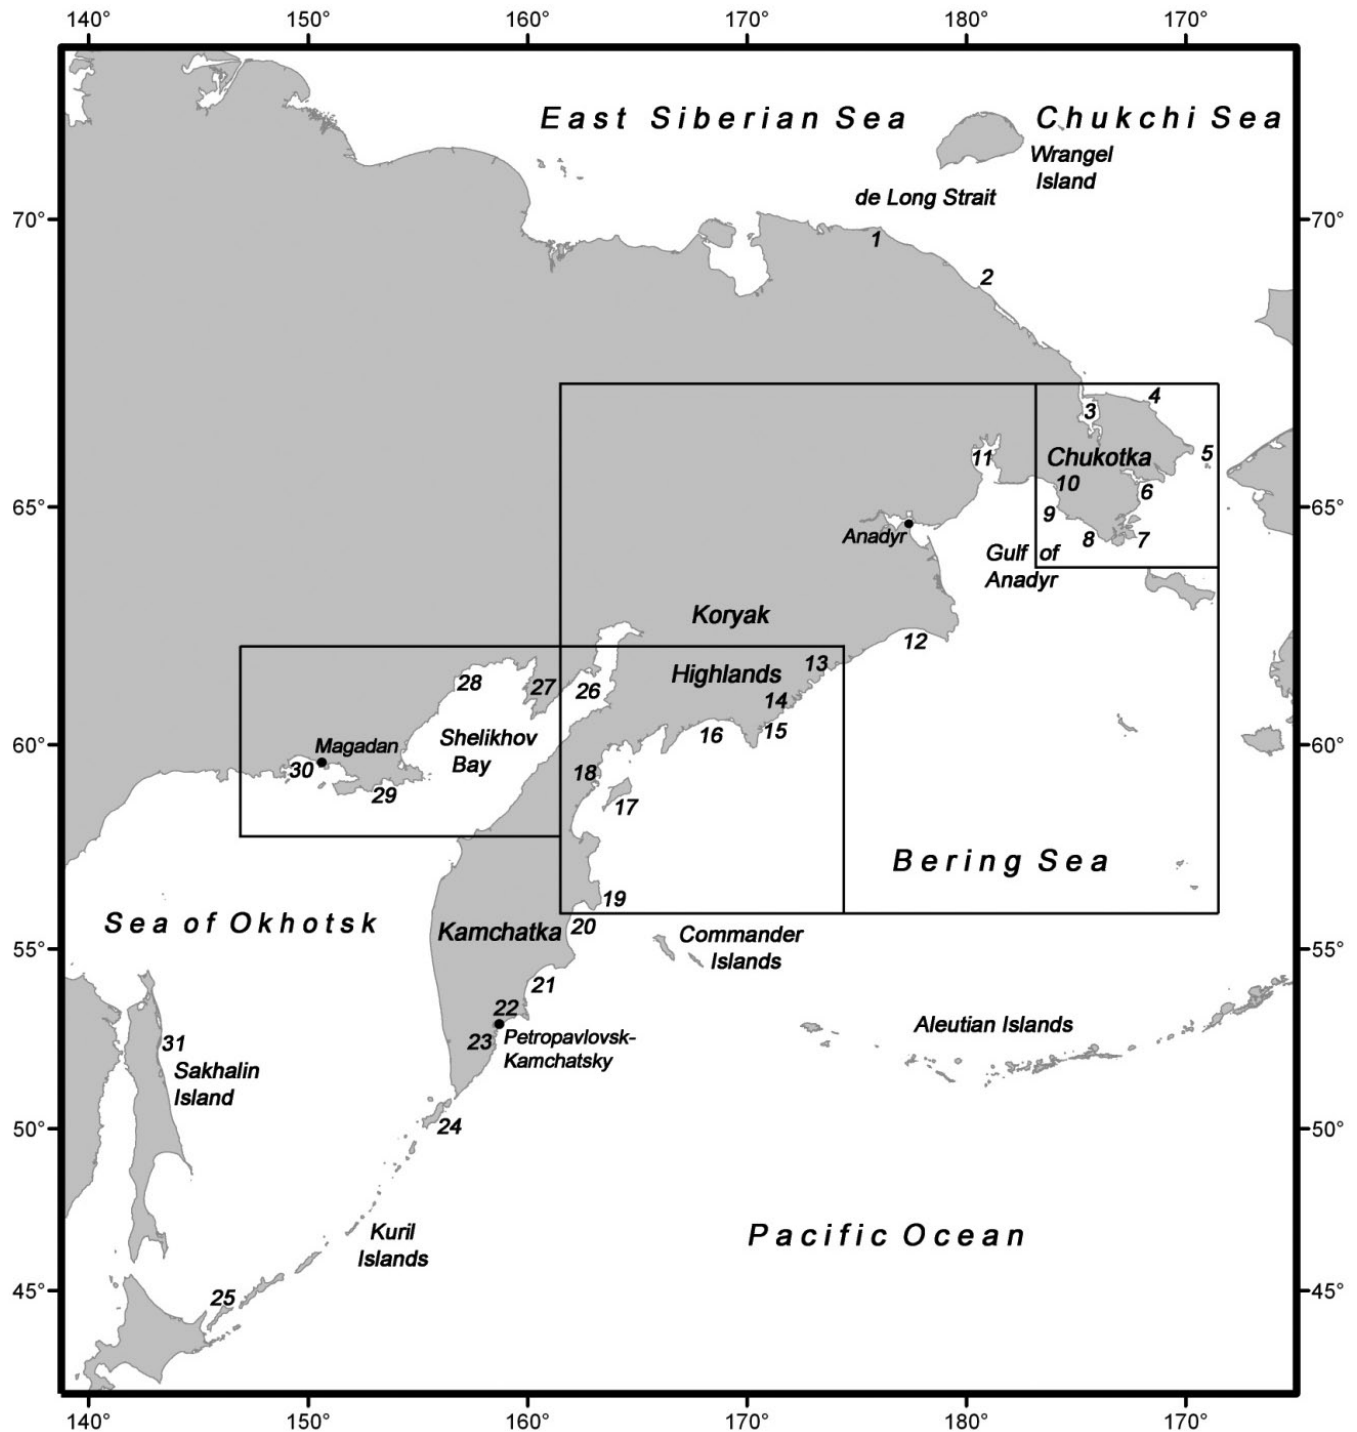 140° 150° 160° 170° 180° 170°
East Siberian Sea
Chukchi Sea
Wrangel
Island
de Long Strait
70° 70°
1
2
3
4
5
11
Chukotka
10
6
65° 65°
9
Anadyr
8
7
Gulf of
Anadyr
Koryak
12
13
Highlands
28
27
26
14
15
16
Shelikhov
Bay
Magadan
60° 60°
30
29
18
17
Bering Sea
19
Sea of Okhotsk
Kamchatka
20
Commander
Islands
55° 55°
21
22
Petropavlovsk-
Kamchatsky
23
Aleutian Islands
31
Sakhalin
Island
50° 50°
24
Kuril
Islands
Pacific Ocean
45° 45°
25
140° 150° 160° 170° 180° 170°